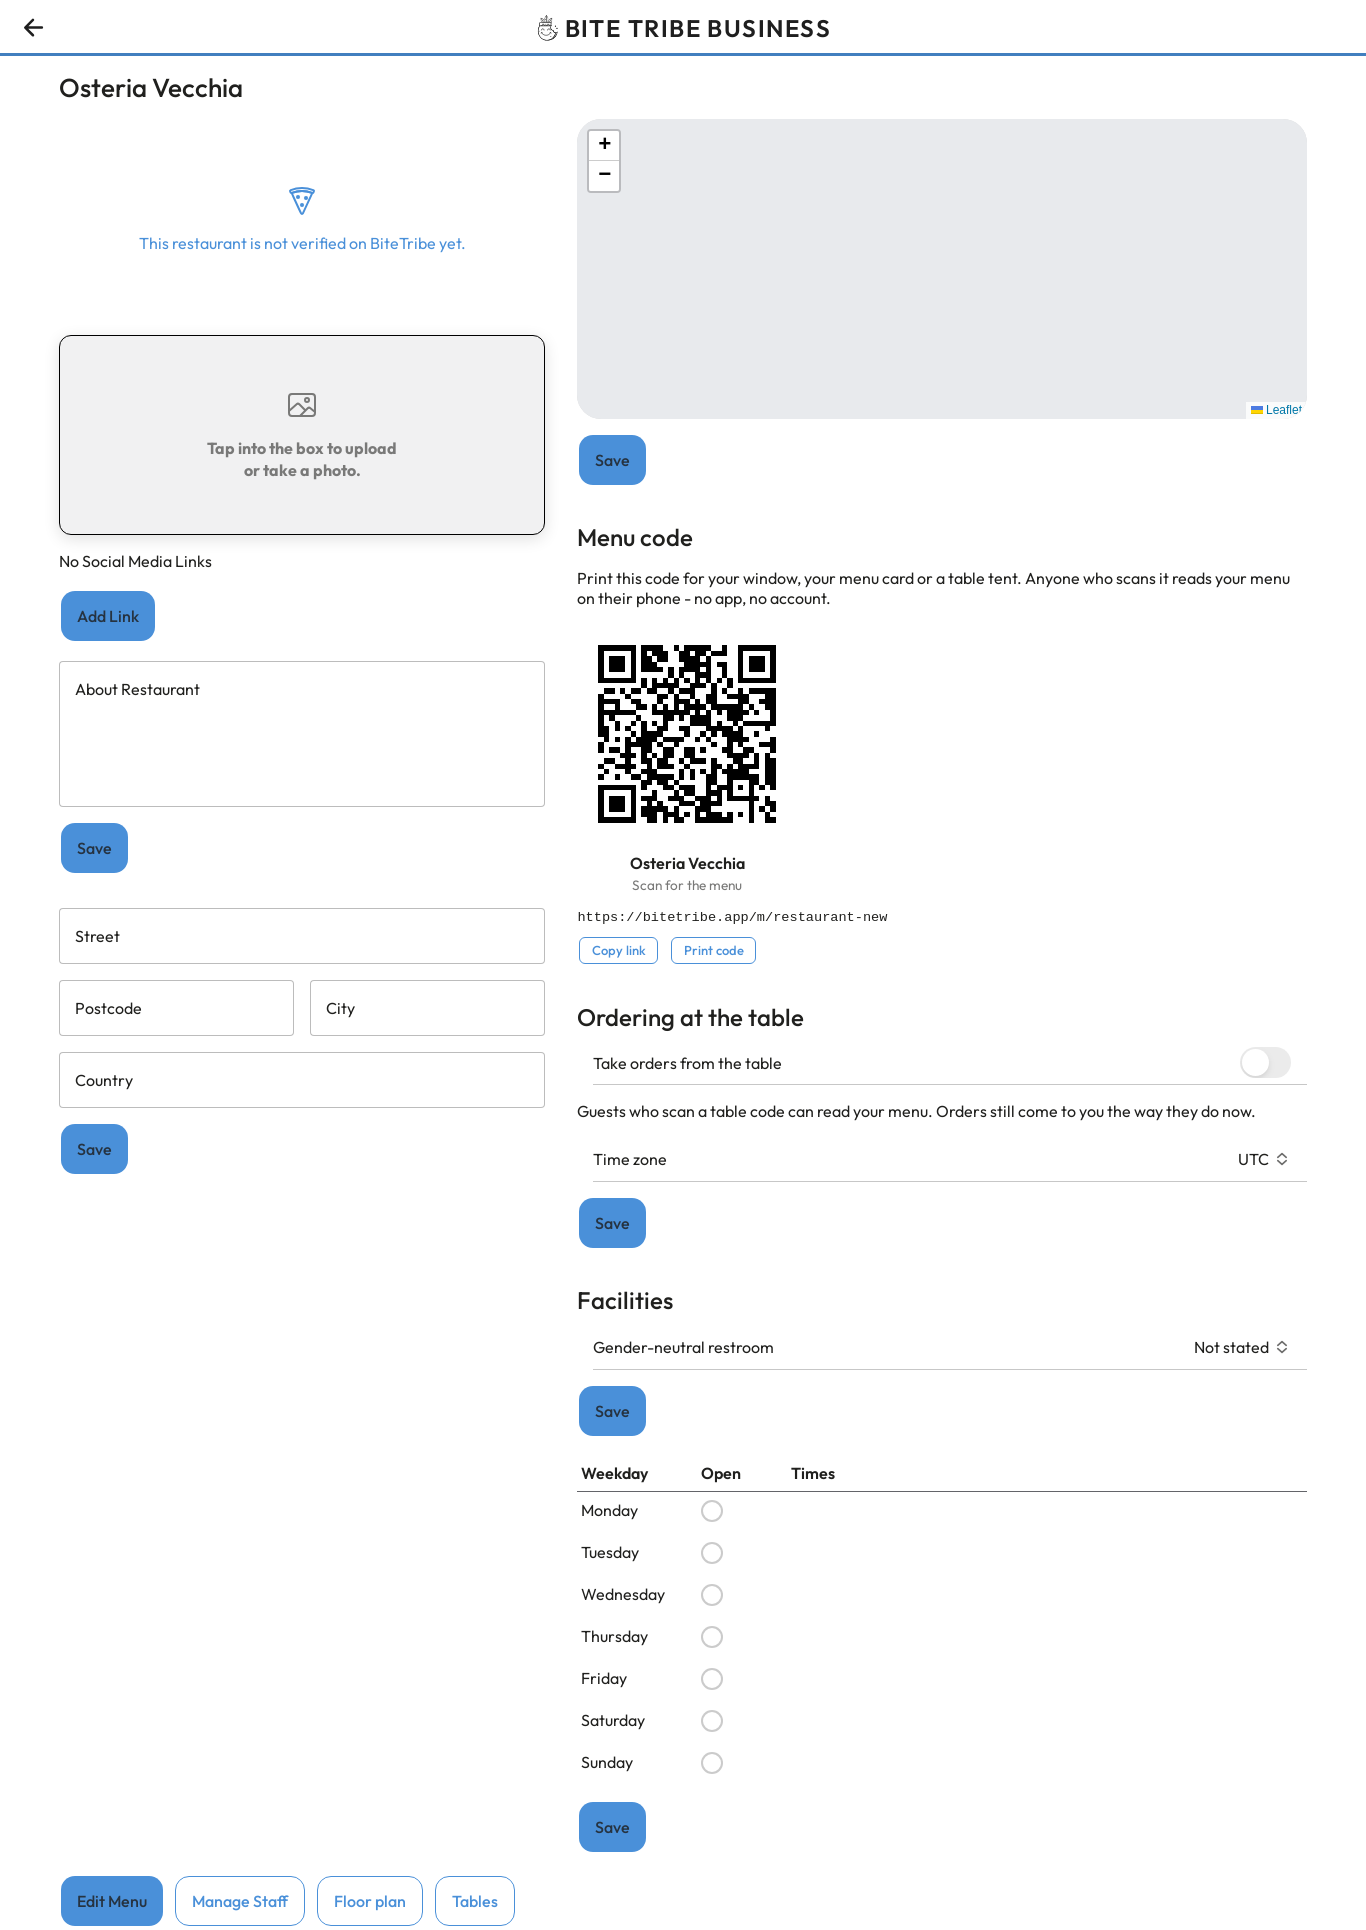 BITE TRIBE BUSINESS
Osteria Vecchia
This restaurant is not verified on BiteTribe yet.
Tap into the box to upload
or take a photo.
No Social Media Links
Add Link
About Restaurant
Save
Street
Postcode
City
Country
Save
+
−
Leaflet
Save
Menu code
Print this code for your window, your menu card or a table tent. Anyone who scans it reads your menu
on their phone - no app, no account.
Osteria Vecchia
Scan for the menu
https://bitetribe.app/m/restaurant-new
Copy link
Print code
Ordering at the table
Take orders from the table
Guests who scan a table code can read your menu. Orders still come to you the way they do now.
Time zone UTC
Save
Facilities
Gender-neutral restroom Not stated
Save
Weekday Open Times
Monday
Tuesday
Wednesday
Thursday
Friday
Saturday
Sunday
Save
Edit Menu
Manage Staff
Floor plan
Tables